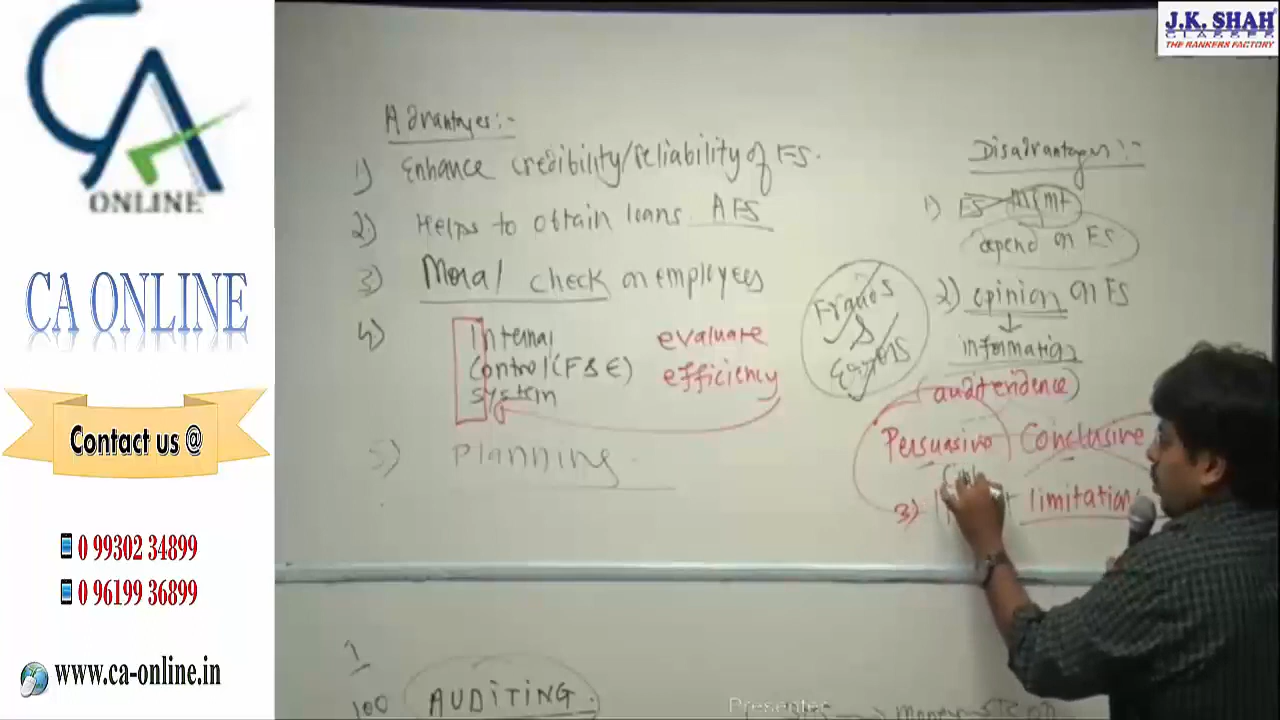 CA
ONLINE
CA ONLINE
Contact us @
0 99302 34899
0 96199 36899
www.ca-online.in
J.K. SHAH
CLASSES
THE RANKERS FACTORY
Advantages:-
1) Enhance credibility/reliability of FS.
2) Helps to obtain loans AFS
3) Moral check on employees
4) Internal evaluate
Control (F&E) efficiency
system
5) Planning
Frauds
&
Errors
Disadvantages:-
1) FS mgmt
depend on FS
2) opinion on FS
information
(audit evidence)
Persuasive Conclusive
3) limitation
1
100 AUDITING
Presenter